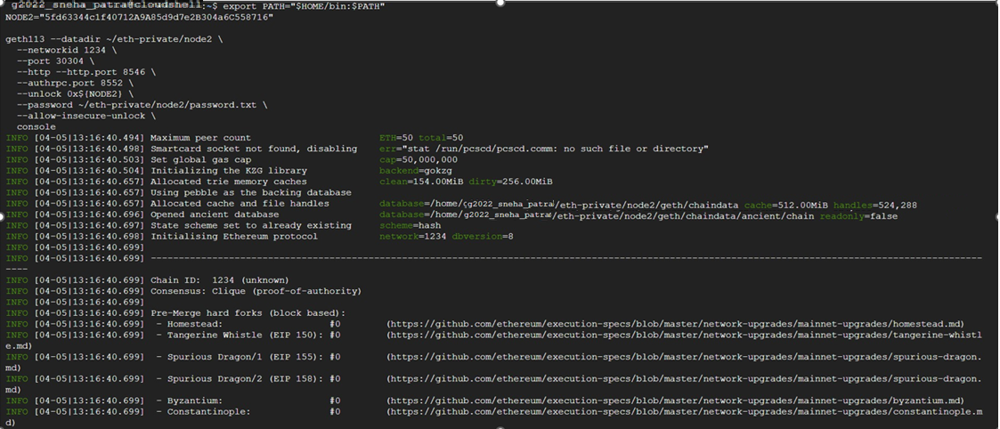 g2022_sneha_patra@cloudshell:~$ export PATH="$HOME/bin:$PATH"
NODE2="5fd63344c1f40712A9A85d9d7e2B304a6C558716"
geth113 --datadir ~/eth-private/node2 \
--networkid 1234 \
--port 30304 \
--http --http.port 8546 \
--authrpc.port 8552 \
--unlock 0x${NODE2} \
--password ~/eth-private/node2/password.txt \
--allow-insecure-unlock \
console
INFO [04-05|13:16:40.494] Maximum peer count ETH=50 total=50
INFO [04-05|13:16:40.498] Smartcard socket not found, disabling err="stat /run/pcscd/pcscd.comm: no such file or directory"
INFO [04-05|13:16:40.503] Set global gas cap cap=50,000,000
INFO [04-05|13:16:40.504] Initializing the KZG library backend=gokzg
INFO [04-05|13:16:40.657] Allocated trie memory caches clean=154.00MiB dirty=256.00MiB
INFO [04-05|13:16:40.657] Using pebble as the backing database
INFO [04-05|13:16:40.657] Allocated cache and file handles database=/home/g2022_sneha_patra/eth-private/node2/geth/chaindata cache=512.00MiB handles=524,288
INFO [04-05|13:16:40.696] Opened ancient database database=/home/g2022_sneha_patra/eth-private/node2/geth/chaindata/ancient/chain readonly=false
INFO [04-05|13:16:40.697] State scheme set to already existing scheme=hash
INFO [04-05|13:16:40.698] Initialising Ethereum protocol network=1234 dbversion=8
INFO [04-05|13:16:40.699]
INFO [04-05|13:16:40.699] ---------------------------------------------------------------------------------------------------------------------------------------------------------
----
INFO [04-05|13:16:40.699] Chain ID: 1234 (unknown)
INFO [04-05|13:16:40.699] Consensus: Clique (proof-of-authority)
INFO [04-05|13:16:40.699]
INFO [04-05|13:16:40.699] Pre-Merge hard forks (block based):
INFO [04-05|13:16:40.699] - Homestead: #0 (https://github.com/ethereum/execution-specs/blob/master/network-upgrades/mainnet-upgrades/homestead.md)
INFO [04-05|13:16:40.699] - Tangerine Whistle (EIP 150): #0 (https://github.com/ethereum/execution-specs/blob/master/network-upgrades/mainnet-upgrades/tangerine-whistl
e.md)
INFO [04-05|13:16:40.699] - Spurious Dragon/1 (EIP 155): #0 (https://github.com/ethereum/execution-specs/blob/master/network-upgrades/mainnet-upgrades/spurious-dragon.
md)
INFO [04-05|13:16:40.699] - Spurious Dragon/2 (EIP 158): #0 (https://github.com/ethereum/execution-specs/blob/master/network-upgrades/mainnet-upgrades/spurious-dragon.
md)
INFO [04-05|13:16:40.699] - Byzantium: #0 (https://github.com/ethereum/execution-specs/blob/master/network-upgrades/mainnet-upgrades/byzantium.md)
INFO [04-05|13:16:40.699] - Constantinople: #0 (https://github.com/ethereum/execution-specs/blob/master/network-upgrades/mainnet-upgrades/constantinople.m
d)